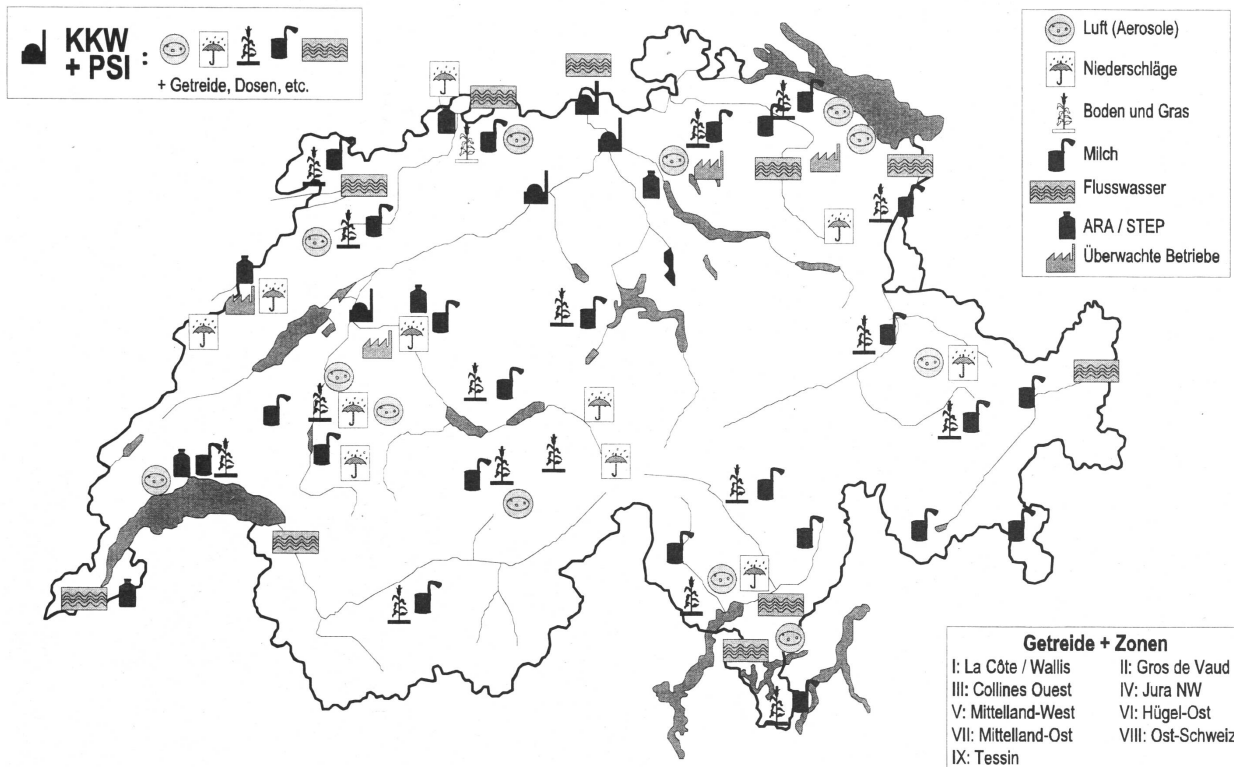 KKW
+ PSI :
+ Getreide, Dosen, etc.
Luft (Aerosole)
Niederschläge
Boden und Gras
Milch
Flusswasser
ARA / STEP
Überwachte Betriebe
Getreide + Zonen
I: La Côte / Wallis II: Gros de Vaud
III: Collines Ouest IV: Jura NW
V: Mittelland-West VI: Hügel-Ost
VII: Mittelland-Ost VIII: Ost-Schweiz
IX: Tessin